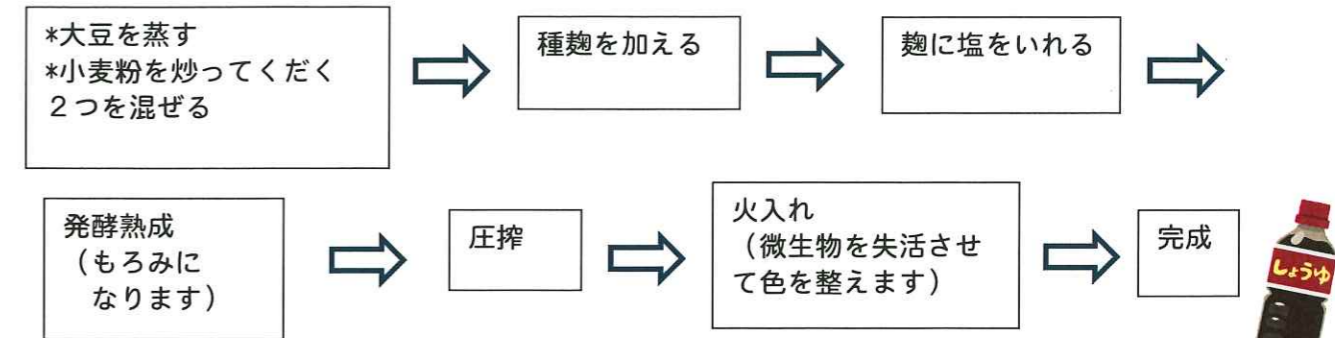 *大豆を蒸す
*小麦粉を炒ってくだく
２つを混ぜる
種麹を加える
麹に塩をいれる
発酵熟成
（もろみに
なります）
圧搾
火入れ
（微生物を失活させ
て色を整えます）
完成
しょうゆ